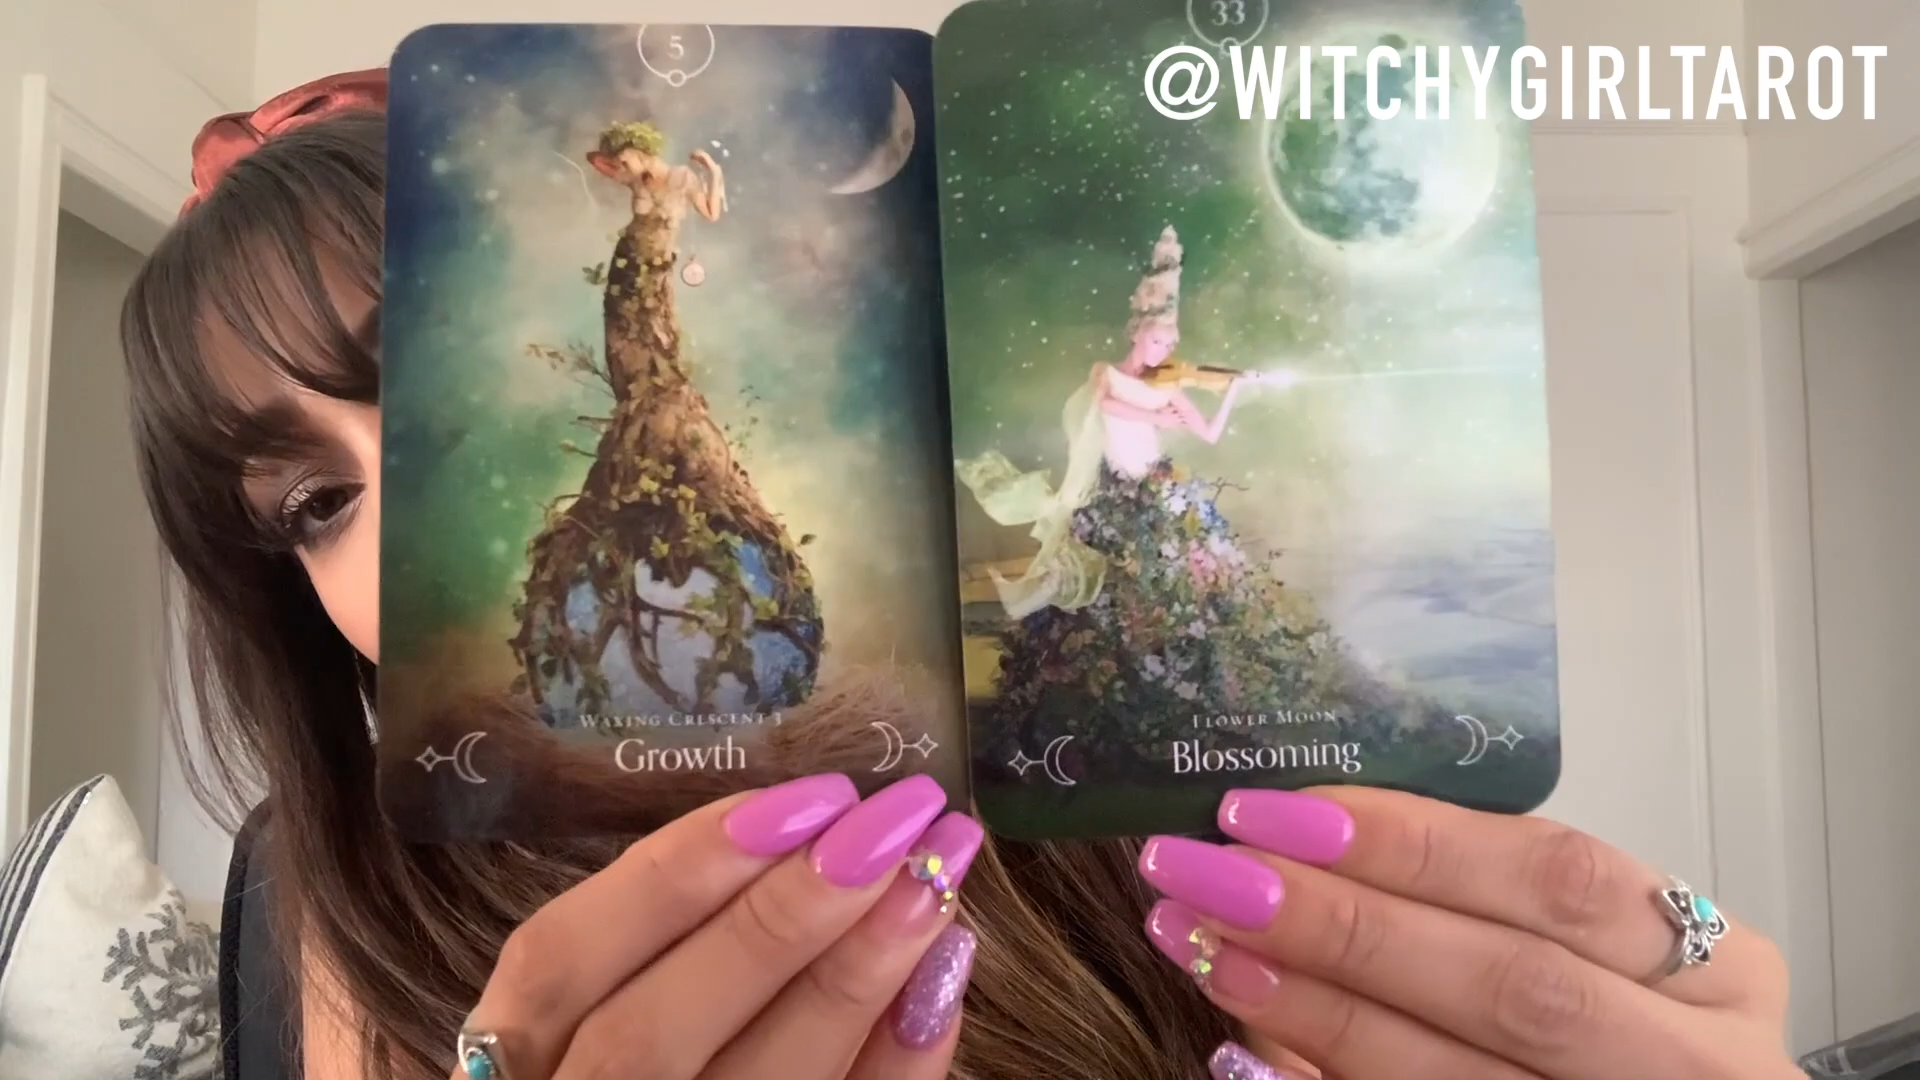 5
33
@WITCHYGIRLTAROT
WAXING CRESCENT 3
Growth
FLOWER MOON
Blossoming